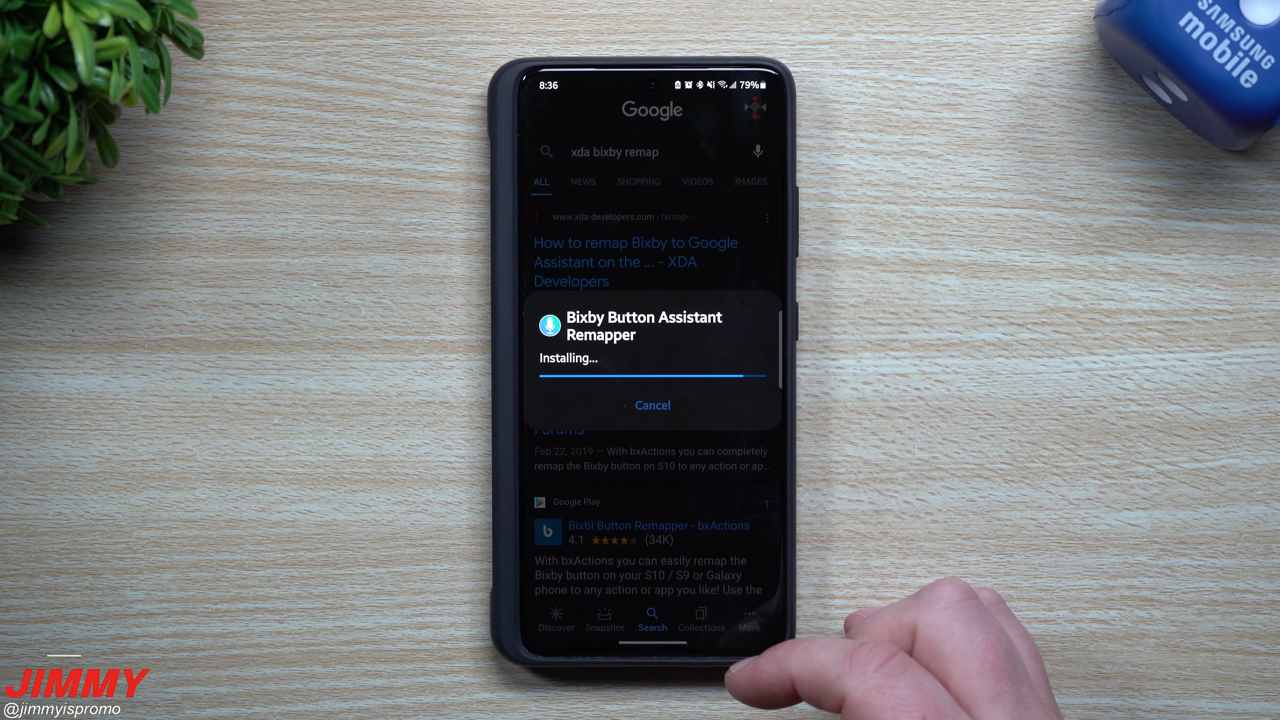 SAMSUNG
mobile
8:36
79%
Google
xda bixby remap
ALL NEWS SHOPPING VIDEOS IMAGES
www.xda-developers.com › remap-...
How to remap Bixby to Google
Assistant on the ... - XDA
Developers
Bixby Button Assistant
Remapper
Installing...
Cancel
Forums
Feb 22, 2019 — With bxActions you can completely
remap the Bixby button on S10 to any action or ap...
Google Play
Bixbi Button Remapper - bxActions
4.1 ★★★★★ (34K)
With bxActions you can easily remap the
Bixby button on your S10 / S9 or Galaxy
phone to any action or app you like! Use the
Discover Snapshot Search Collections More
JIMMY
@jimmyispromo